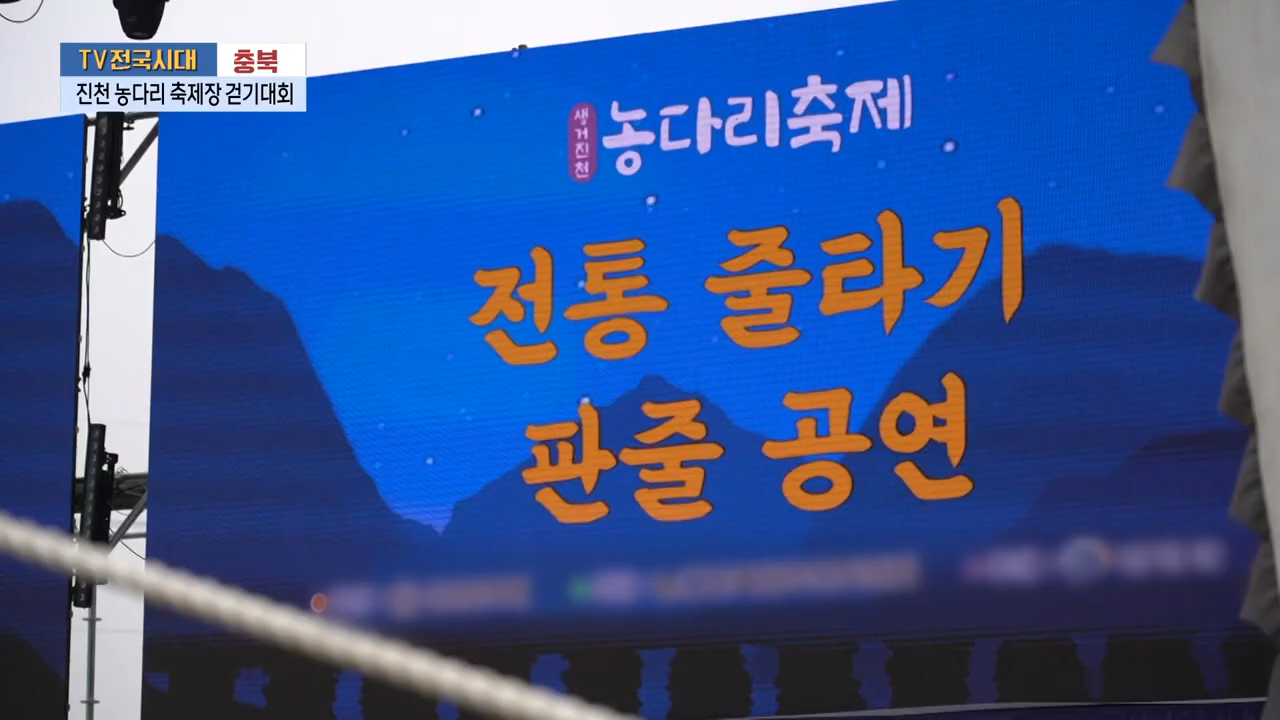 TV전국시대 충북
진천 농다리 축제장 걷기대회
생거진천 농다리축제
전통 줄타기
판줄 공연